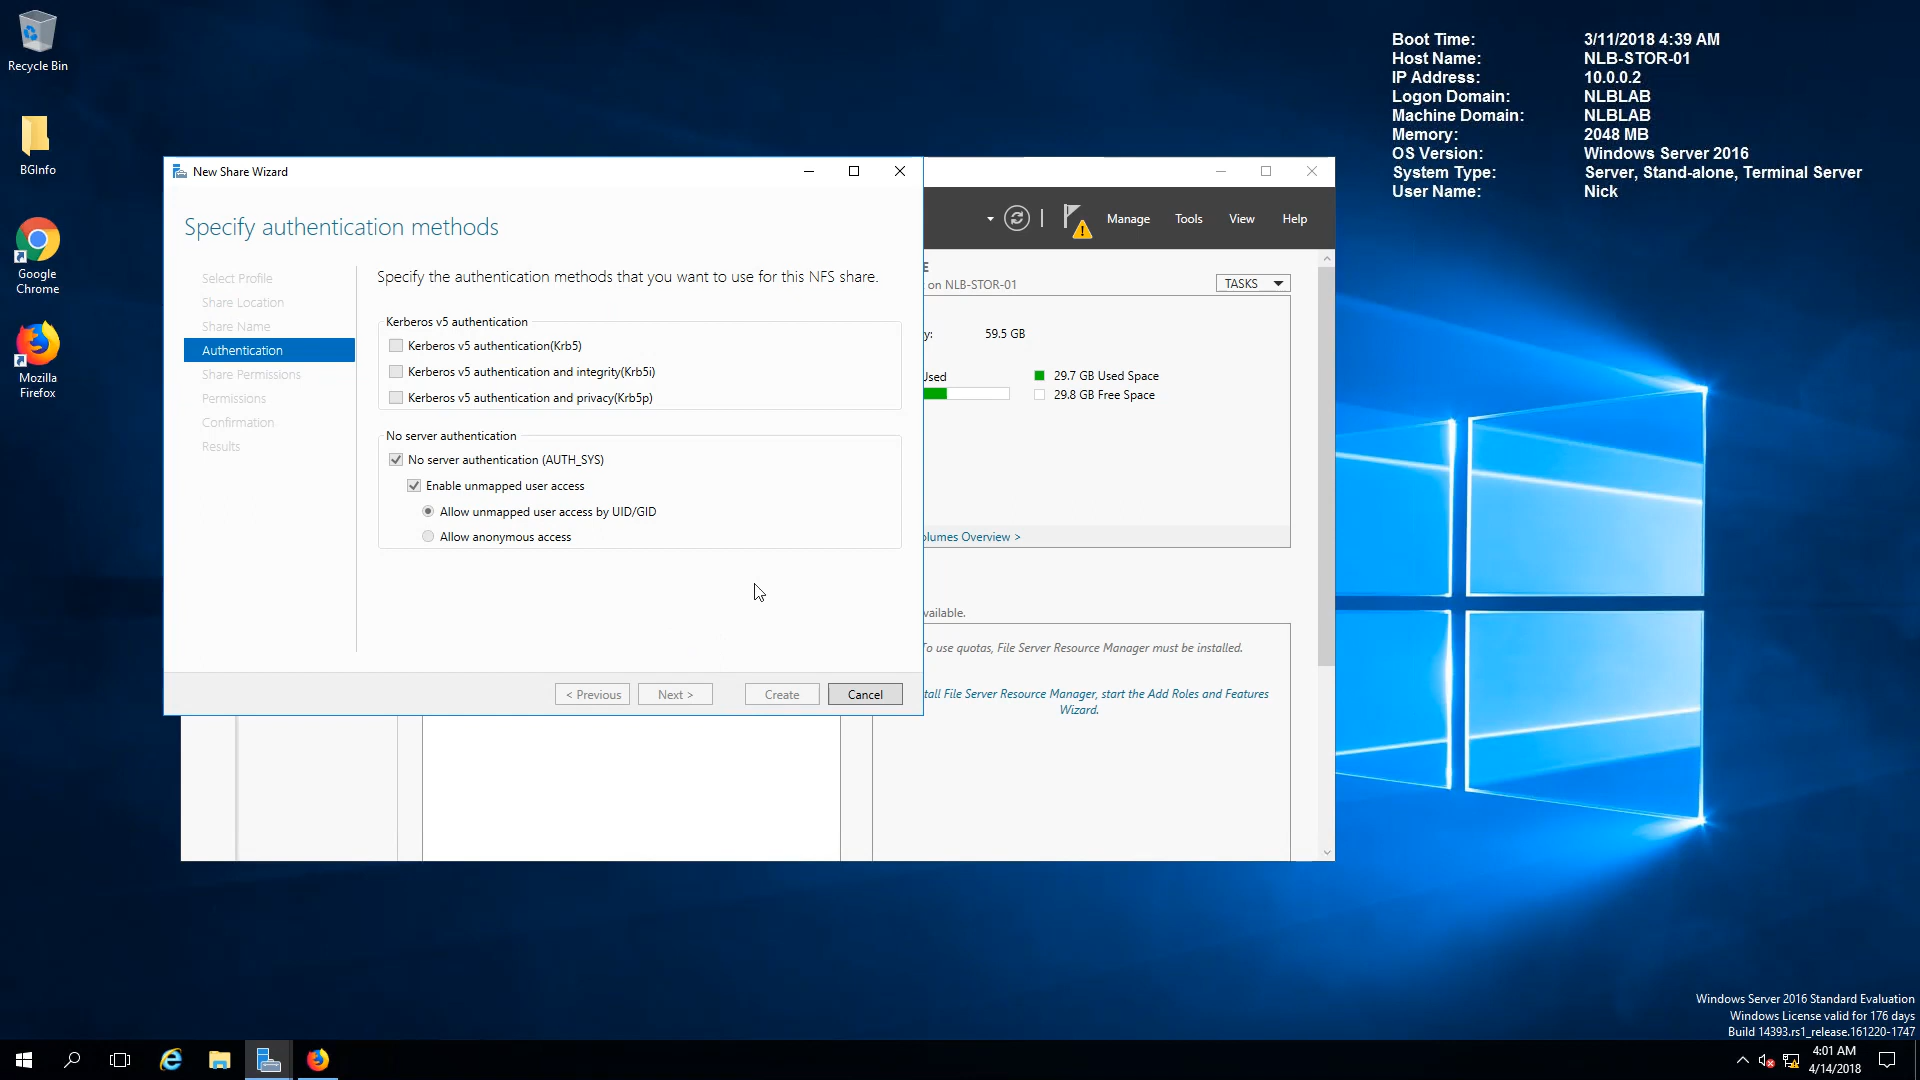 Recycle Bin
BGInfo
Google
Chrome
Mozilla
Firefox
Boot Time: 3/11/2018 4:39 AM
Host Name: NLB-STOR-01
IP Address: 10.0.0.2
Logon Domain: NLBLAB
Machine Domain: NLBLAB
Memory: 2048 MB
OS Version: Windows Server 2016
System Type: Server, Stand-alone, Terminal Server
User Name: Nick
New Share Wizard
Specify authentication methods
Select Profile
Share Location
Share Name
Authentication
Share Permissions
Permissions
Confirmation
Results
Specify the authentication methods that you want to use for this NFS share.
Kerberos v5 authentication
Kerberos v5 authentication(Krb5)
Kerberos v5 authentication and integrity(Krb5i)
Kerberos v5 authentication and privacy(Krb5p)
No server authentication
No server authentication (AUTH_SYS)
Enable unmapped user access
Allow unmapped user access by UID/GID
Allow anonymous access
< Previous
Next >
Create
Cancel
Manage Tools View Help
E
on NLB-STOR-01
TASKS
y: 59.5 GB
Used
29.7 GB Used Space
29.8 GB Free Space
olumes Overview >
vailable.
To use quotas, File Server Resource Manager must be installed.
tall File Server Resource Manager, start the Add Roles and Features
Wizard.
Windows Server 2016 Standard Evaluation
Windows License valid for 176 days
Build 14393.rs1_release.161220-1747
4:01 AM
4/14/2018